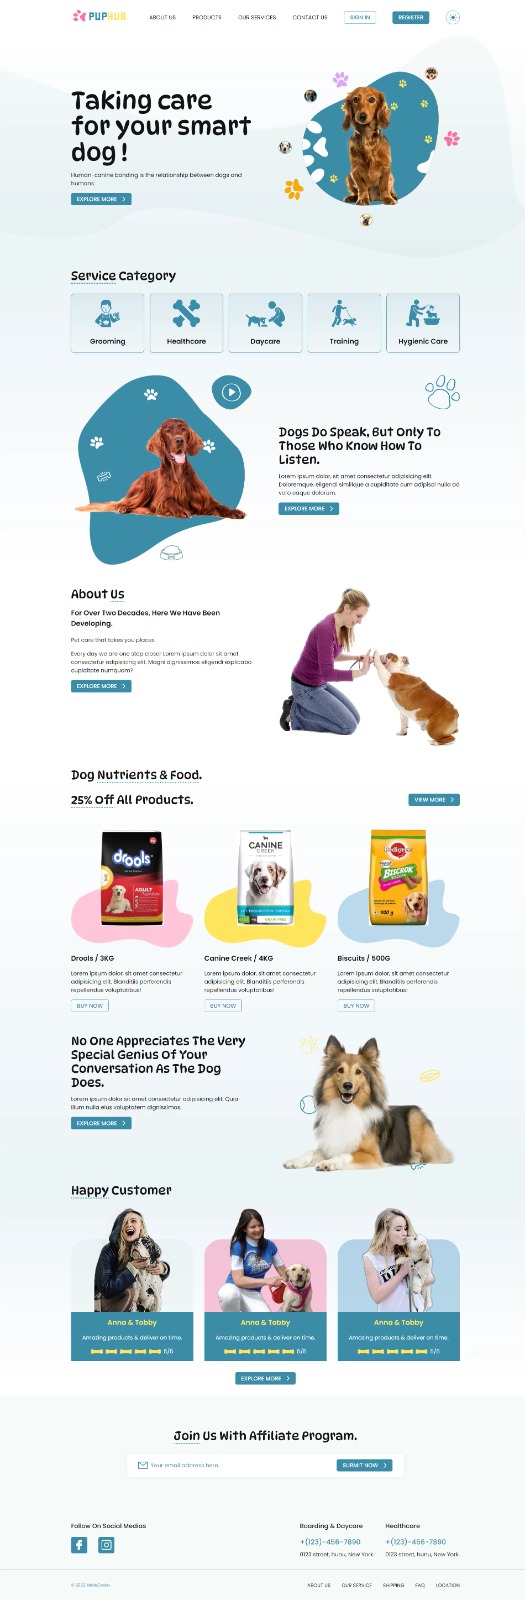 PUPHUB
ABOUT US
PRODUCTS
OUR SERVICES
CONTACT US
SIGN IN
REGISTER
Taking care
for your smart
dog !
Human-canine bonding is the relationship between dogs and
humans.
EXPLORE MORE
Service Category
Grooming
Healthcare
Daycare
Training
Hygienic Care
Dogs Do Speak, But Only To
Those Who Know How To
Listen.
Lorem ipsum dolor, sit amet consectetur adipisicing elit.
Doloremque, eligendi similique a cupiditate cum adipisci nulla ad
vero eaque dolorum.
EXPLORE MORE
About Us
For Over Two Decades, Here We Have Been
Developing.
Pet care that takes you places.
Every day we are one step closer Lorem ipsum dolor sit amet
consectetur adipisicing elit. Magni dignissimos eligendi explicabo
cupiditate numquam?
EXPLORE MORE
Dog Nutrients & Food.
25% Off All Products.
VIEW MORE
drools
ADULT
CANINE
CREEK
Pedigree
BISCROK
500 g
Drools / 3KG
Lorem ipsum dolor, sit amet consectetur
adipisicing elit. Blanditiis perferendis
repellendus voluptatibus!
BUY NOW
Canine Creek / 4KG
Lorem ipsum dolor, sit amet consectetur
adipisicing elit. Blanditiis perferendis
repellendus voluptatibus!
BUY NOW
Biscuits / 500G
Lorem ipsum dolor, sit amet consectetur
adipisicing elit. Blanditiis perferendis
repellendus voluptatibus!
BUY NOW
No One Appreciates The Very
Special Genius Of Your
Conversation As The Dog
Does.
Lorem ipsum dolor sit amet consectetur adipisicing elit. Quia
illum nulla eius voluptatem dignissimos.
EXPLORE MORE
Happy Customer
Anna & Tobby
Amazing products & deliver on time.
5/5
Anna & Tobby
Amazing products & deliver on time.
5/5
Anna & Tobby
Amazing products & deliver on time.
5/5
EXPLORE MORE
Join Us With Affiliate Program.
Your email address here.
SUBMIT NOW
Follow On Social Medias
Boarding & Daycare
+(123)-456-7890
0123 street, hunu, New York
Healthcare
+(123)-456-7890
0123 street, hunu, New York
ABOUT US
OUR SERVICE
SHIPPING
FAQ
LOCATION